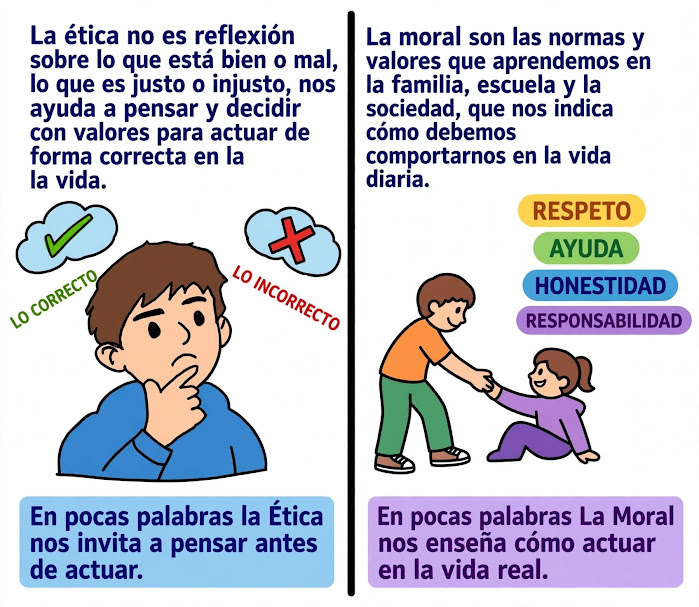 La ética no es reflexión
sobre lo que está bien o mal,
lo que es justo o injusto, nos
ayuda a pensar y decidir
con valores para actuar de
forma correcta en la
la vida.
LO CORRECTO
LO INCORRECTO
En pocas palabras la Ética
nos invita a pensar antes
de actuar.
La moral son las normas y
valores que aprendemos en
la familia, escuela y la
sociedad, que nos indica
cómo debemos
comportarnos en la vida
diaria.
RESPETO
AYUDA
HONESTIDAD
RESPONSABILIDAD
En pocas palabras La Moral
nos enseña cómo actuar
en la vida real.